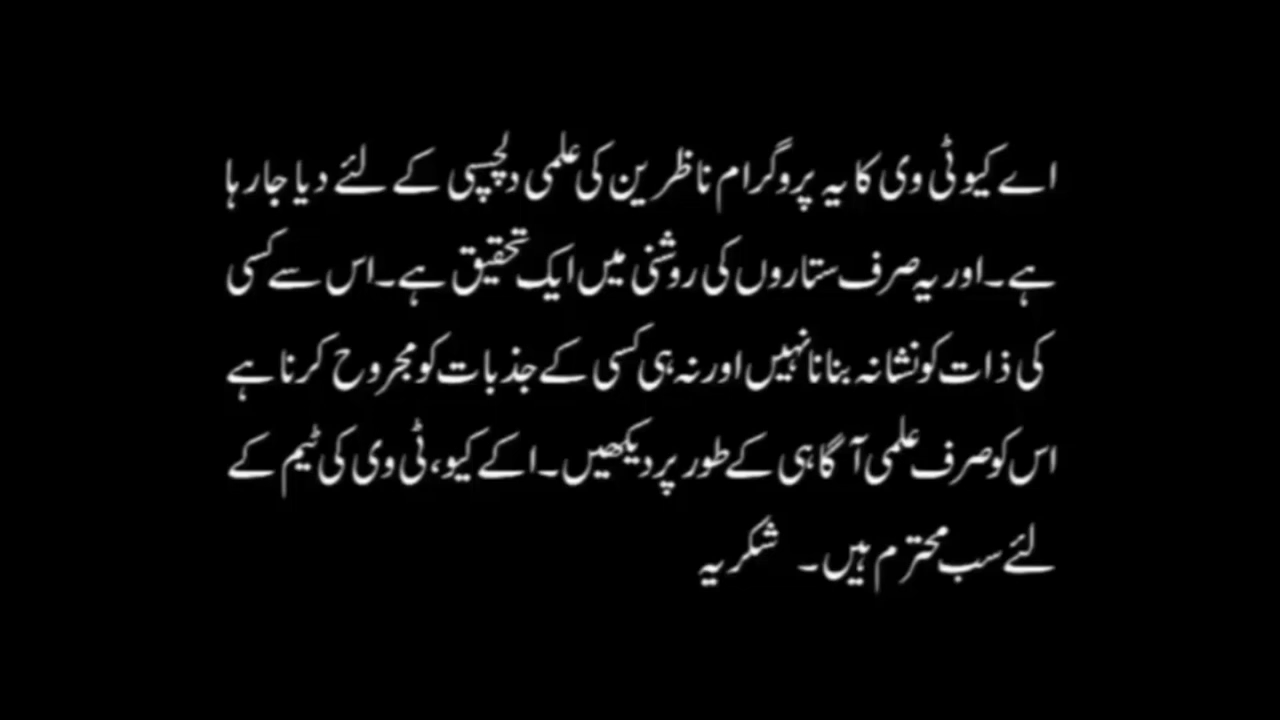 اے کیو ٹی وی کا یہ پروگرام ناظرین کی علمی دلچسپی کے لئے دیا جارہا
ہے۔ اور یہ صرف ستاروں کی روشنی میں ایک تحقیق ہے۔ اس سے کسی
کی ذات کو نشانہ بنانا نہیں اور نہ ہی کسی کے جذبات کو مجروح کرنا ہے
اس کو صرف علمی آگاہی کے طور پر دیکھیں۔ اکے کیو، ٹی وی کی ٹیم کے
لئے سب محترم ہیں۔ شکریہ